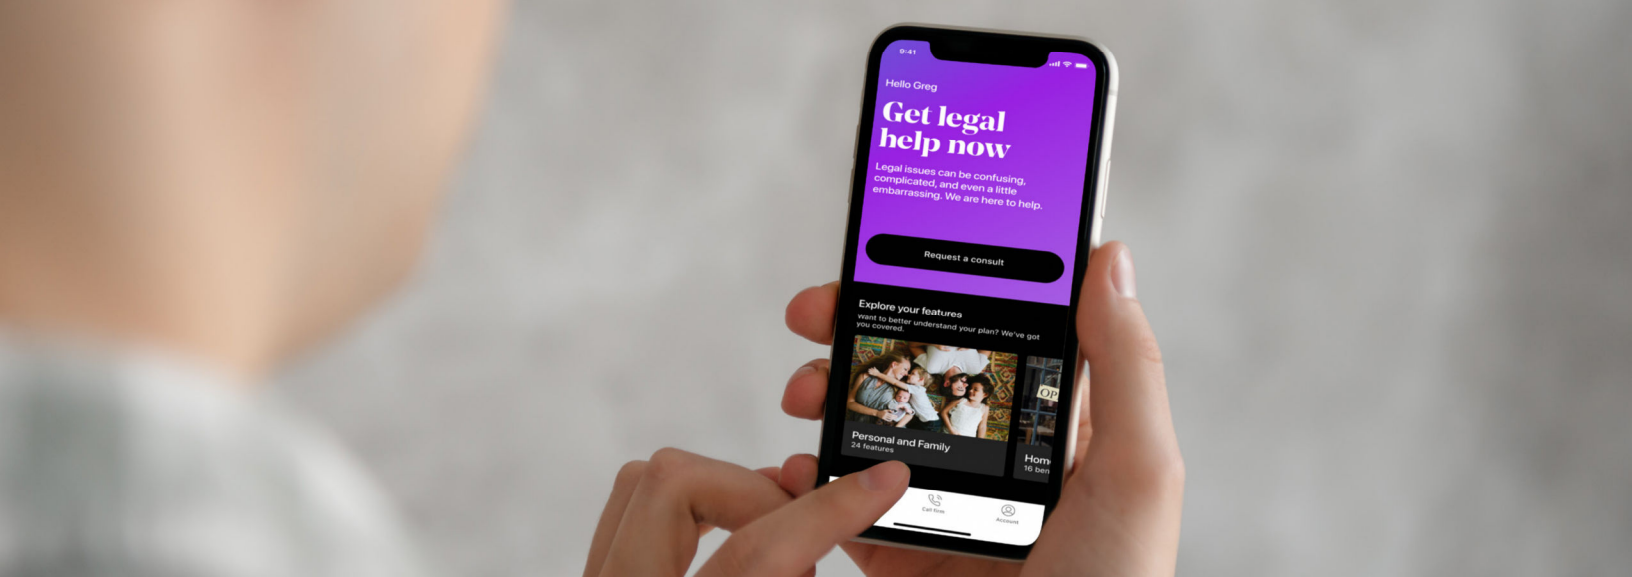 9:41
Hello Greg
Get legal
help now
Legal issues can be confusing,
complicated, and even a little
embarrassing. We are here to help.
Request a consult
Explore your features
Want to better understand your plan? We've got
you covered.
OP
Personal and Family
24 features
Hom
16 ben
Call firm
Account